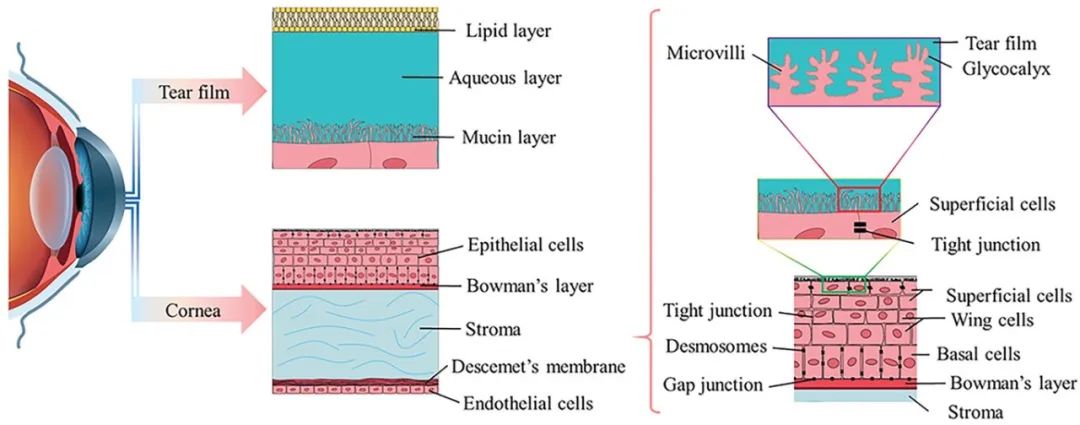 Tear film
Cornea
Lipid layer
Aqueous layer
Mucin layer
Epithelial cells
Bowman's layer
Stroma
Descemet's membrane
Endothelial cells
Microvilli
Tear film
Glycocalyx
Superficial cells
Tight junction
Tight junction
Desmosomes
Gap junction
Superficial cells
Wing cells
Basal cells
Bowman's layer
Stroma